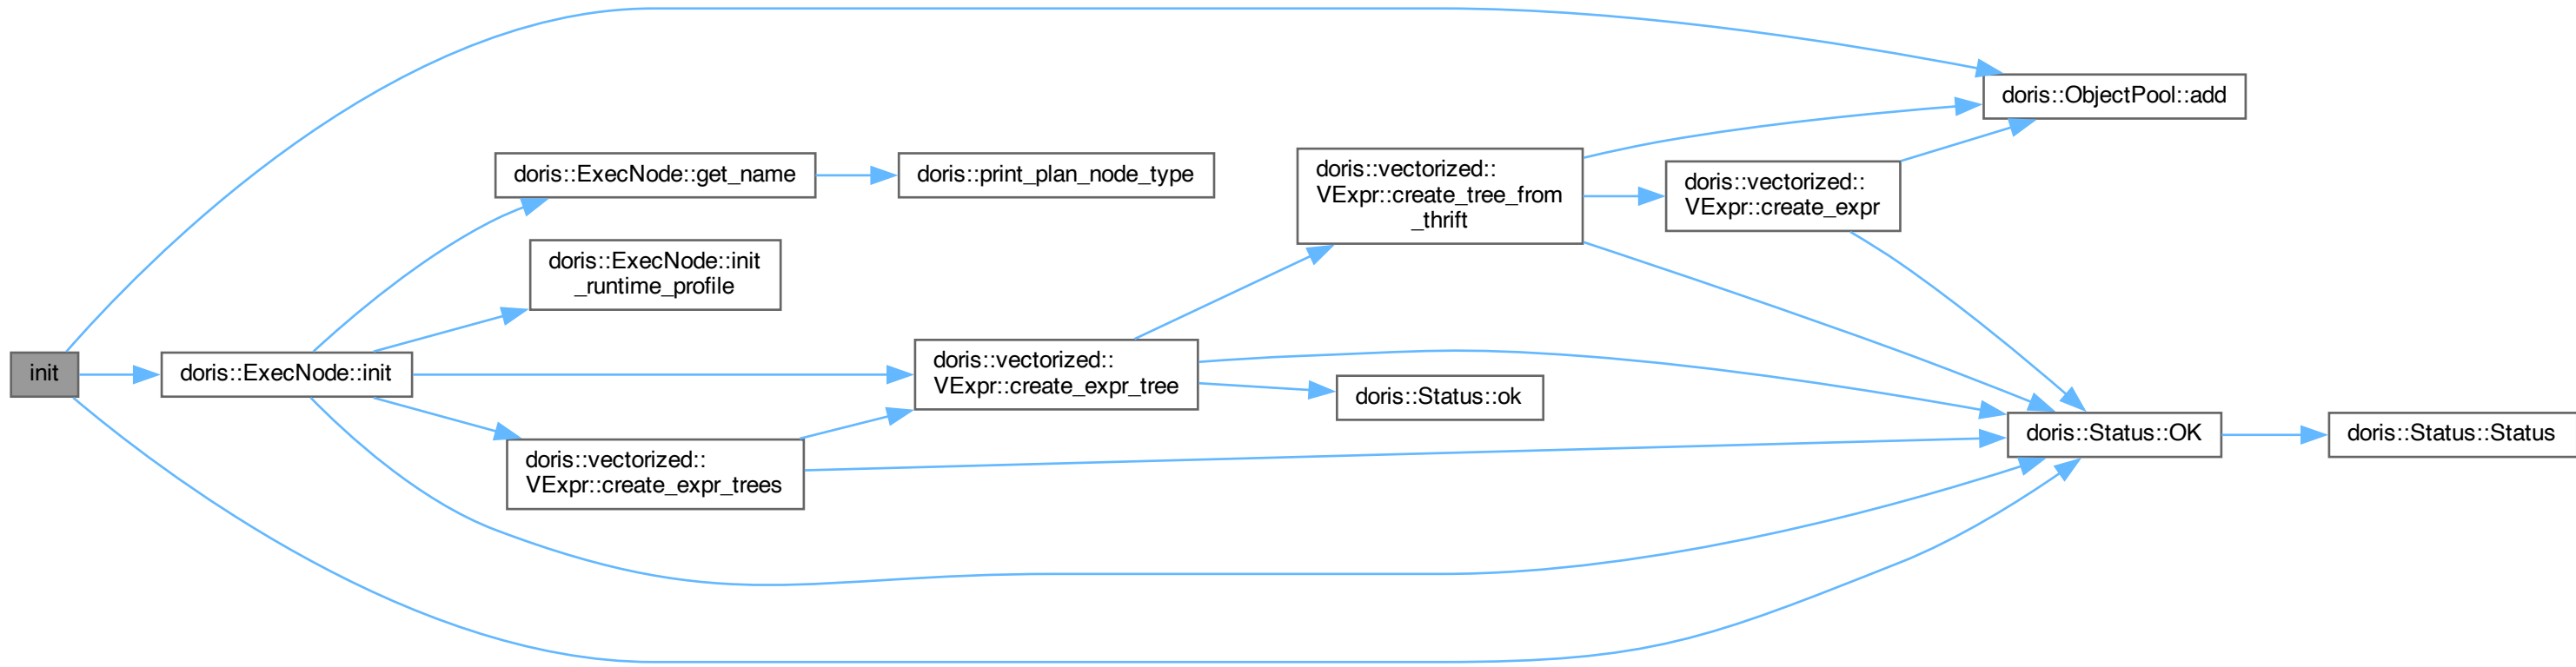 init
doris::ExecNode::init
doris::ExecNode::get_name
doris::ExecNode::init
_runtime_profile
doris::vectorized::
VExpr::create_expr_trees
doris::print_plan_node_type
doris::vectorized::
VExpr::create_expr_tree
doris::vectorized::
VExpr::create_tree_from
_thrift
doris::Status::ok
doris::vectorized::
VExpr::create_expr
doris::ObjectPool::add
doris::Status::OK
doris::Status::Status